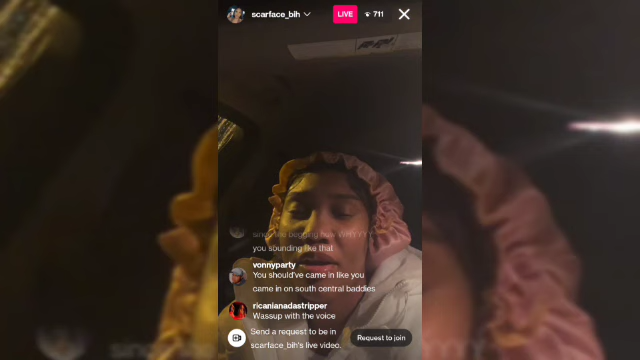 scarface_bih
LIVE
711
you sounding like that
vonnyparty
You should've came in like you
came in on south central baddies
ricanianadastripper
Wassup with the voice
Send a request to be in
scarface_bih's live video.
Request to join